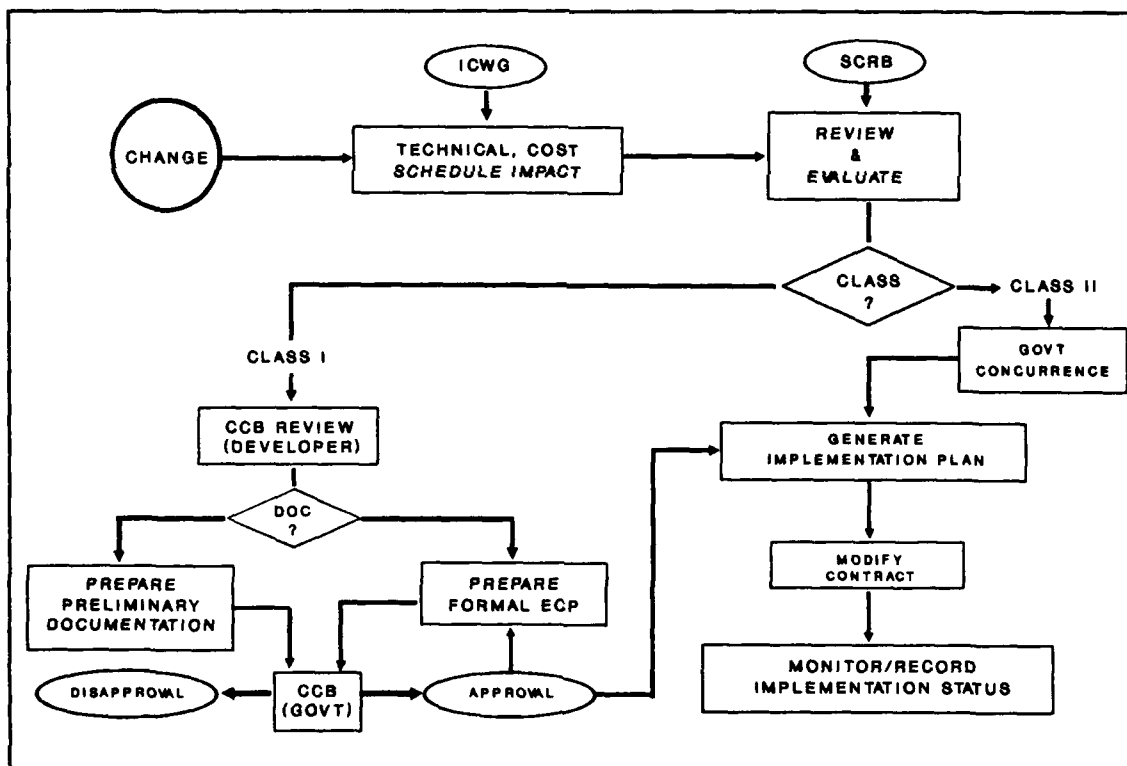 ICWG
SCRB
CHANGE
TECHNICAL, COST
SCHEDULE IMPACT
REVIEW
&
EVALUATE
CLASS
?
CLASS II
GOVT
CONCURRENCE
CLASS I
CCB REVIEW
(DEVELOPER)
GENERATE
IMPLEMENTATION PLAN
DOC
?
PREPARE
PRELIMINARY
DOCUMENTATION
PREPARE
FORMAL ECP
MODIFY
CONTRACT
DISAPPROVAL
CCB
(GOVT)
APPROVAL
MONITOR/RECORD
IMPLEMENTATION STATUS